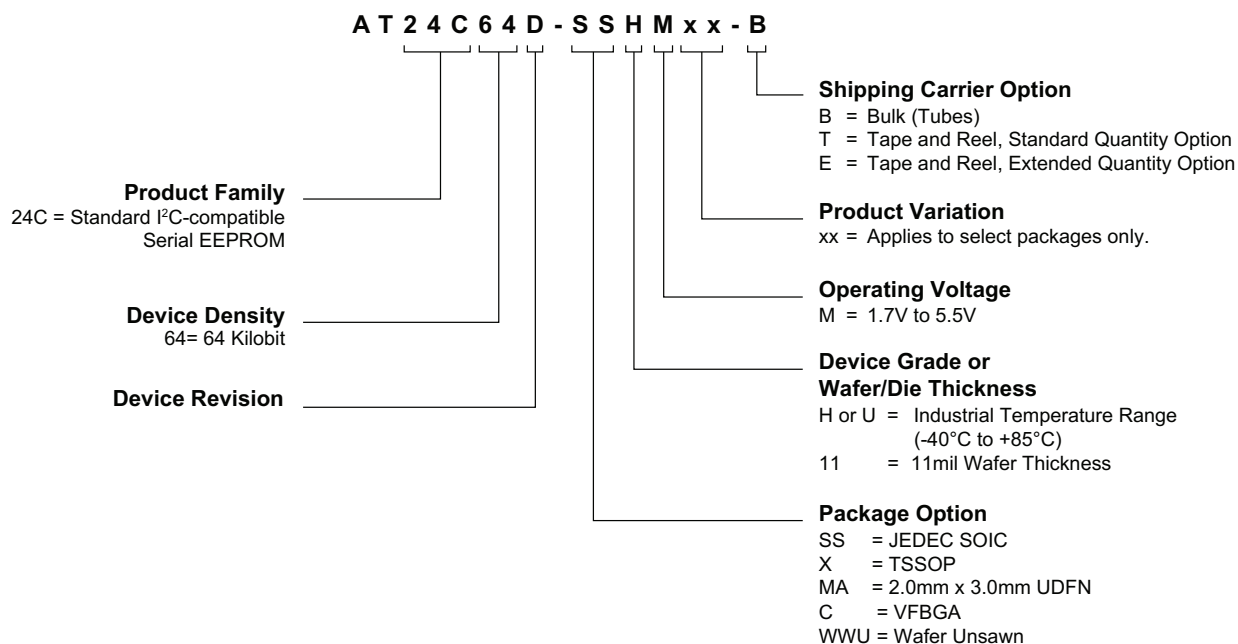 AT24C64D-SSHMxx-B
Product Family
24C = Standard I²C-compatible
Serial EEPROM
Device Density
64= 64 Kilobit
Device Revision
Shipping Carrier Option
B = Bulk (Tubes)
T = Tape and Reel, Standard Quantity Option
E = Tape and Reel, Extended Quantity Option
Product Variation
xx = Applies to select packages only.
Operating Voltage
M = 1.7V to 5.5V
Device Grade or
Wafer/Die Thickness
H or U = Industrial Temperature Range
(-40°C to +85°C)
11 = 11mil Wafer Thickness
Package Option
SS = JEDEC SOIC
X = TSSOP
MA = 2.0mm x 3.0mm UDFN
C = VFBGA
WWU = Wafer Unsawn